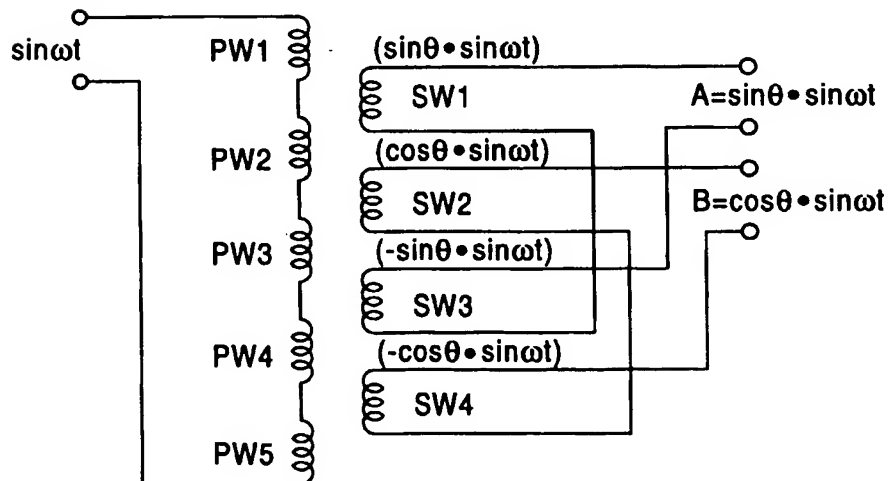 sinωt
PW1
(sinθ•sinωt)
SW1
A=sinθ•sinωt
PW2
(cosθ•sinωt)
SW2
B=cosθ•sinωt
PW3
(-sinθ•sinωt)
SW3
PW4
(-cosθ•sinωt)
SW4
PW5